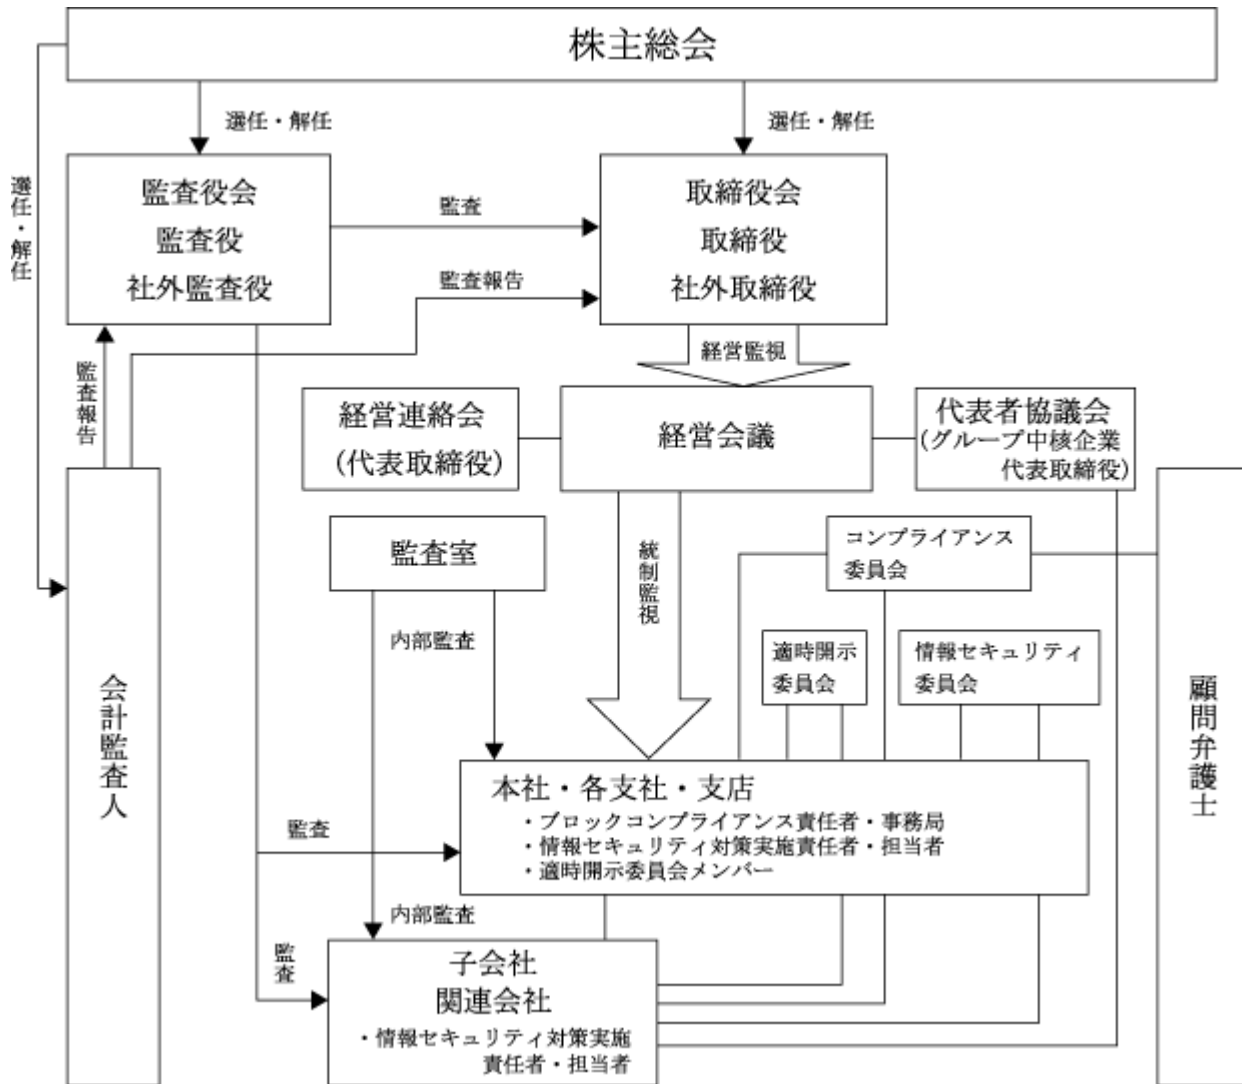 株主総会
選任・解任
選任・解任
選任・解任
監査役会
監査役
社外監査役
監査
取締役会
取締役
社外取締役
監査報告
監査報告
経営監視
経営連絡会
(代表取締役)
経営会議
代表者協議会
(グループ中核企業
代表取締役)
監査室
統制監視
コンプライアンス
委員会
内部監査
適時開示
委員会
情報セキュリティ
委員会
会計監査人
顧問弁護士
本社・各支社・支店
・ブロックコンプライアンス責任者・事務局
・情報セキュリティ対策実施責任者・担当者
・適時開示委員会メンバー
監査
内部監査
監査
子会社
関連会社
・情報セキュリティ対策実施
責任者・担当者